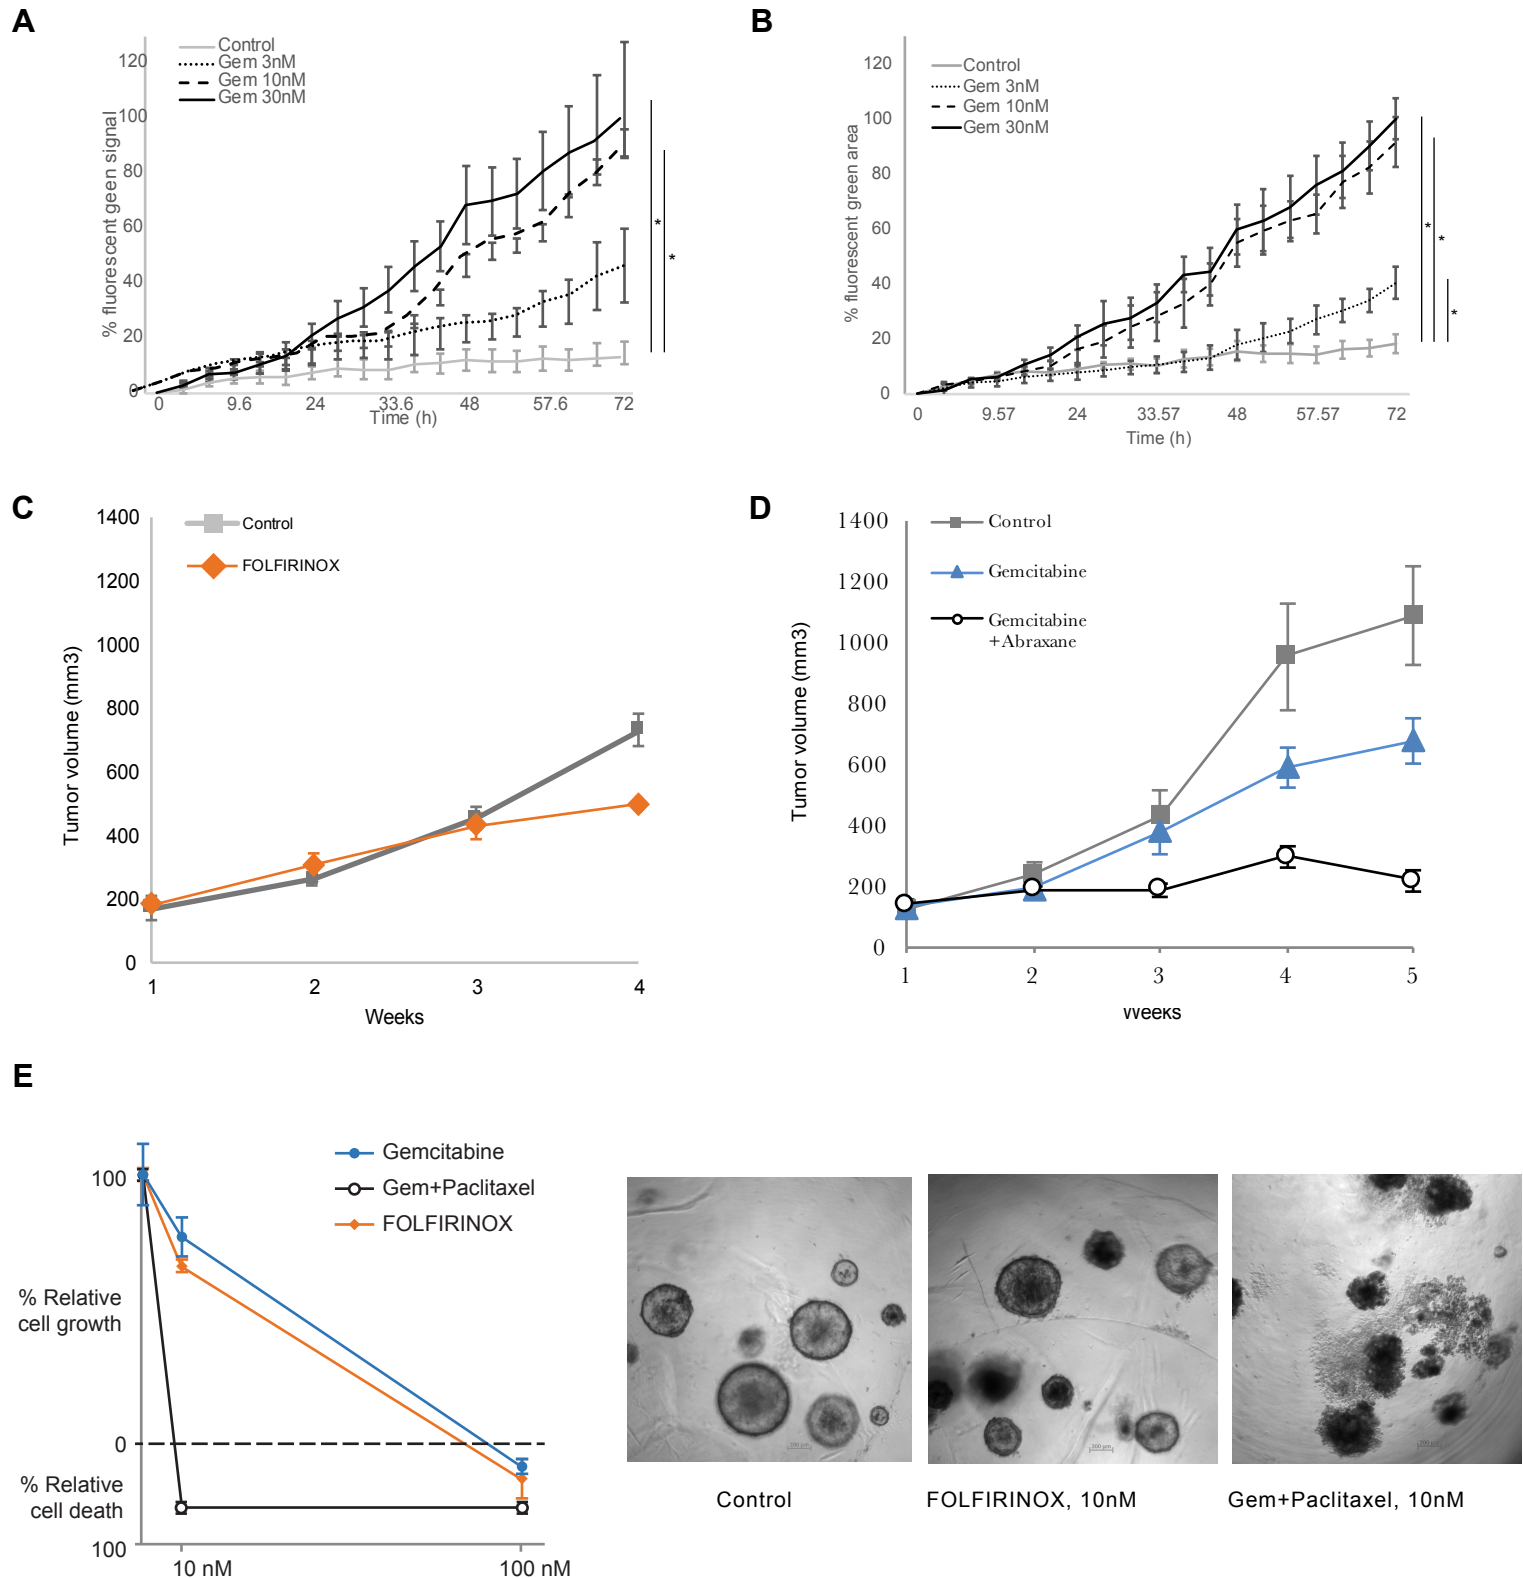 A
Control
Gem 3nM
Gem 10nM
Gem 30nM
% fluorescent geen signal
120
100
80
60
40
20
0
0 9.6 24 33.6 48 57.6 72
Time (h)
*
*
B
Control
Gem 3nM
Gem 10nM
Gem 30nM
% fluorescent green area
120
100
80
60
40
20
0
0 9.57 24 33.57 48 57.57 72
Time (h)
*
*
*
C
Control
FOLFIRINOX
Tumor volume (mm3)
1400
1200
1000
800
600
400
200
0
1 2 3 4
Weeks
D
Control
Gemcitabine
Gemcitabine
+Abraxane
Tumor volume (mm3)
1400
1200
1000
800
600
400
200
0
1 2 3 4 5
Weeks
E
Gemcitabine
Gem+Paclitaxel
FOLFIRINOX
100
% Relative
cell growth
0
% Relative
cell death
100
10 nM 100 nM
Control
FOLFIRINOX, 10nM
Gem+Paclitaxel, 10nM